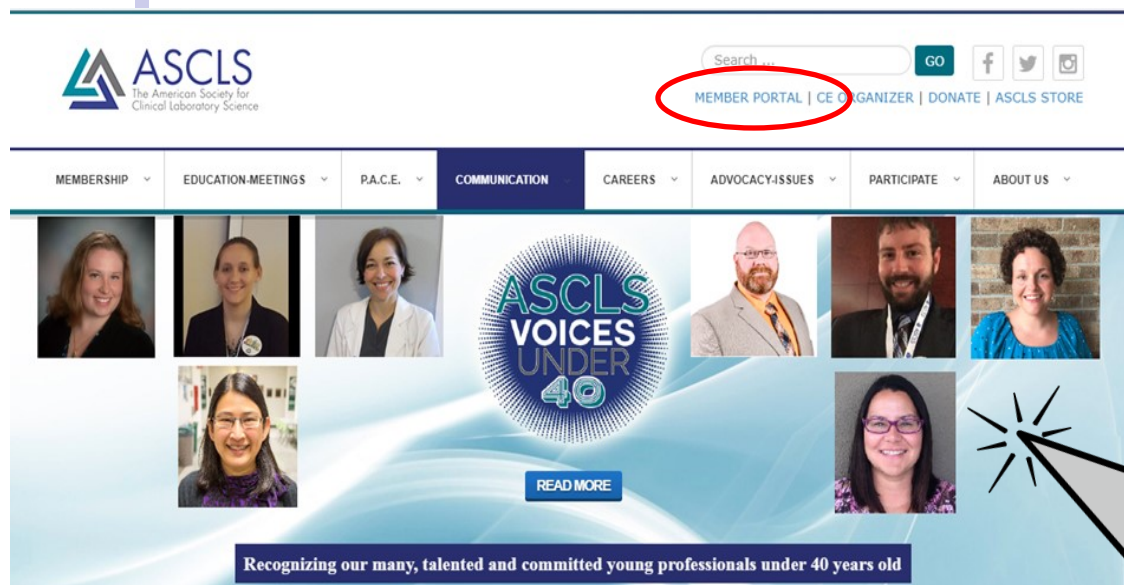 ASCLS
The American Society for
Clinical Laboratory Science
Search ...
GO
MEMBER PORTAL | CE ORGANIZER | DONATE | ASCLS STORE
MEMBERSHIP
EDUCATION-MEETINGS
P.A.C.E.
COMMUNICATION
CAREERS
ADVOCACY-ISSUES
PARTICIPATE
ABOUT US
ASCLS
VOICES
UNDER
40
READ MORE
Recognizing our many, talented and committed young professionals under 40 years old